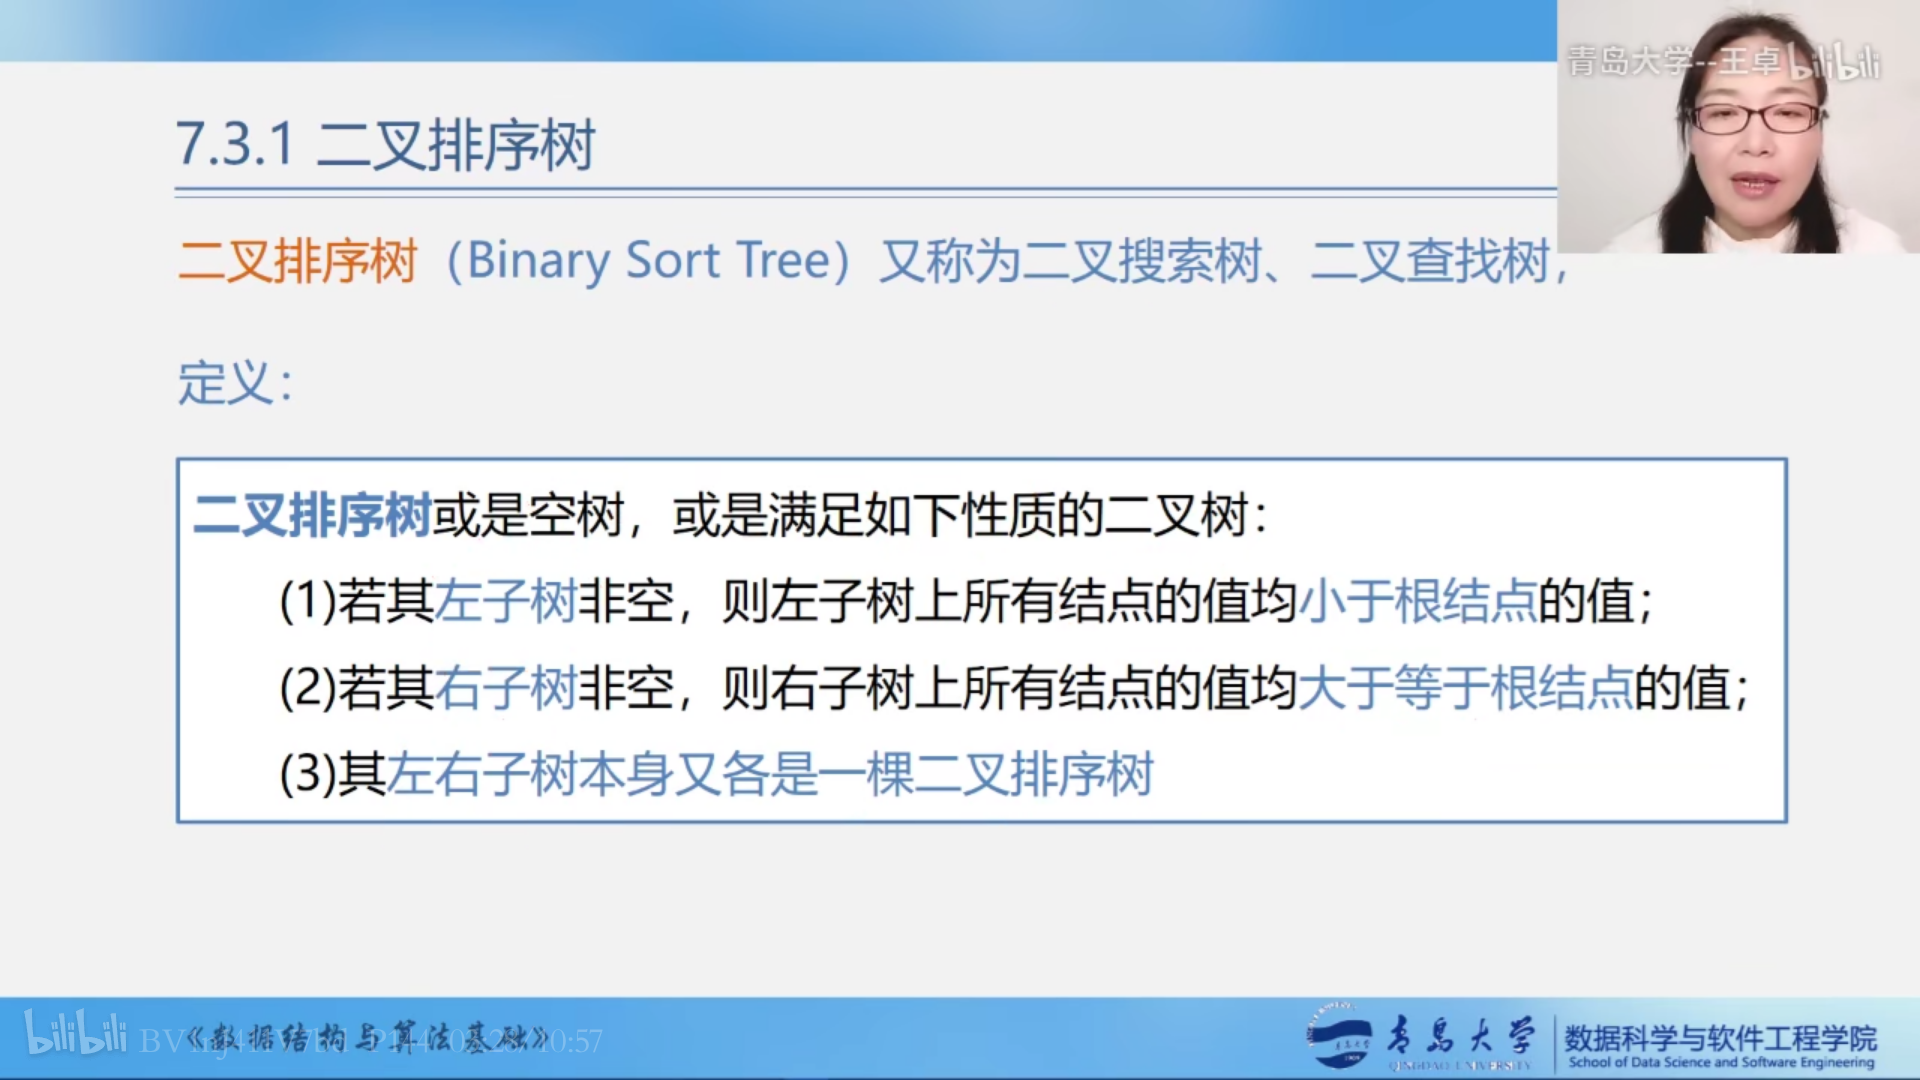 青岛大学--王卓 bilibili
7.3.1 二叉排序树
二叉排序树（Binary Sort Tree）又称为二叉搜索树、二叉查找树，
定义：
二叉排序树或是空树，或是满足如下性质的二叉树：
(1)若其左子树非空，则左子树上所有结点的值均小于根结点的值；
(2)若其右子树非空，则右子树上所有结点的值均大于等于根结点的值；
(3)其左右子树本身又各是一棵二叉排序树
bilibili
《数据结构与算法基础》
10:57
青岛大学
QINGDAO UNIVERSITY
数据科学与软件工程学院
School of Data Science and Software Engineering